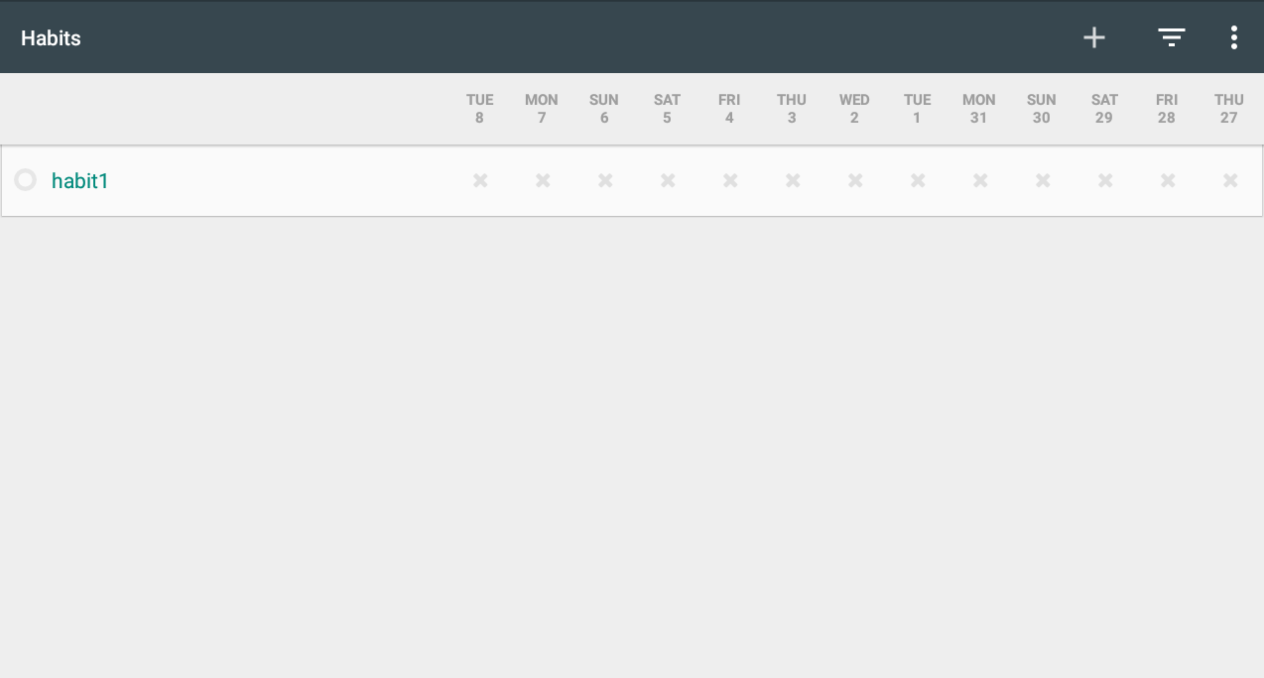 Habits
TUE MON SUN SAT FRI THU WED TUE MON SUN SAT FRI THU
8 7 6 5 4 3 2 1 31 30 29 28 27
habit1